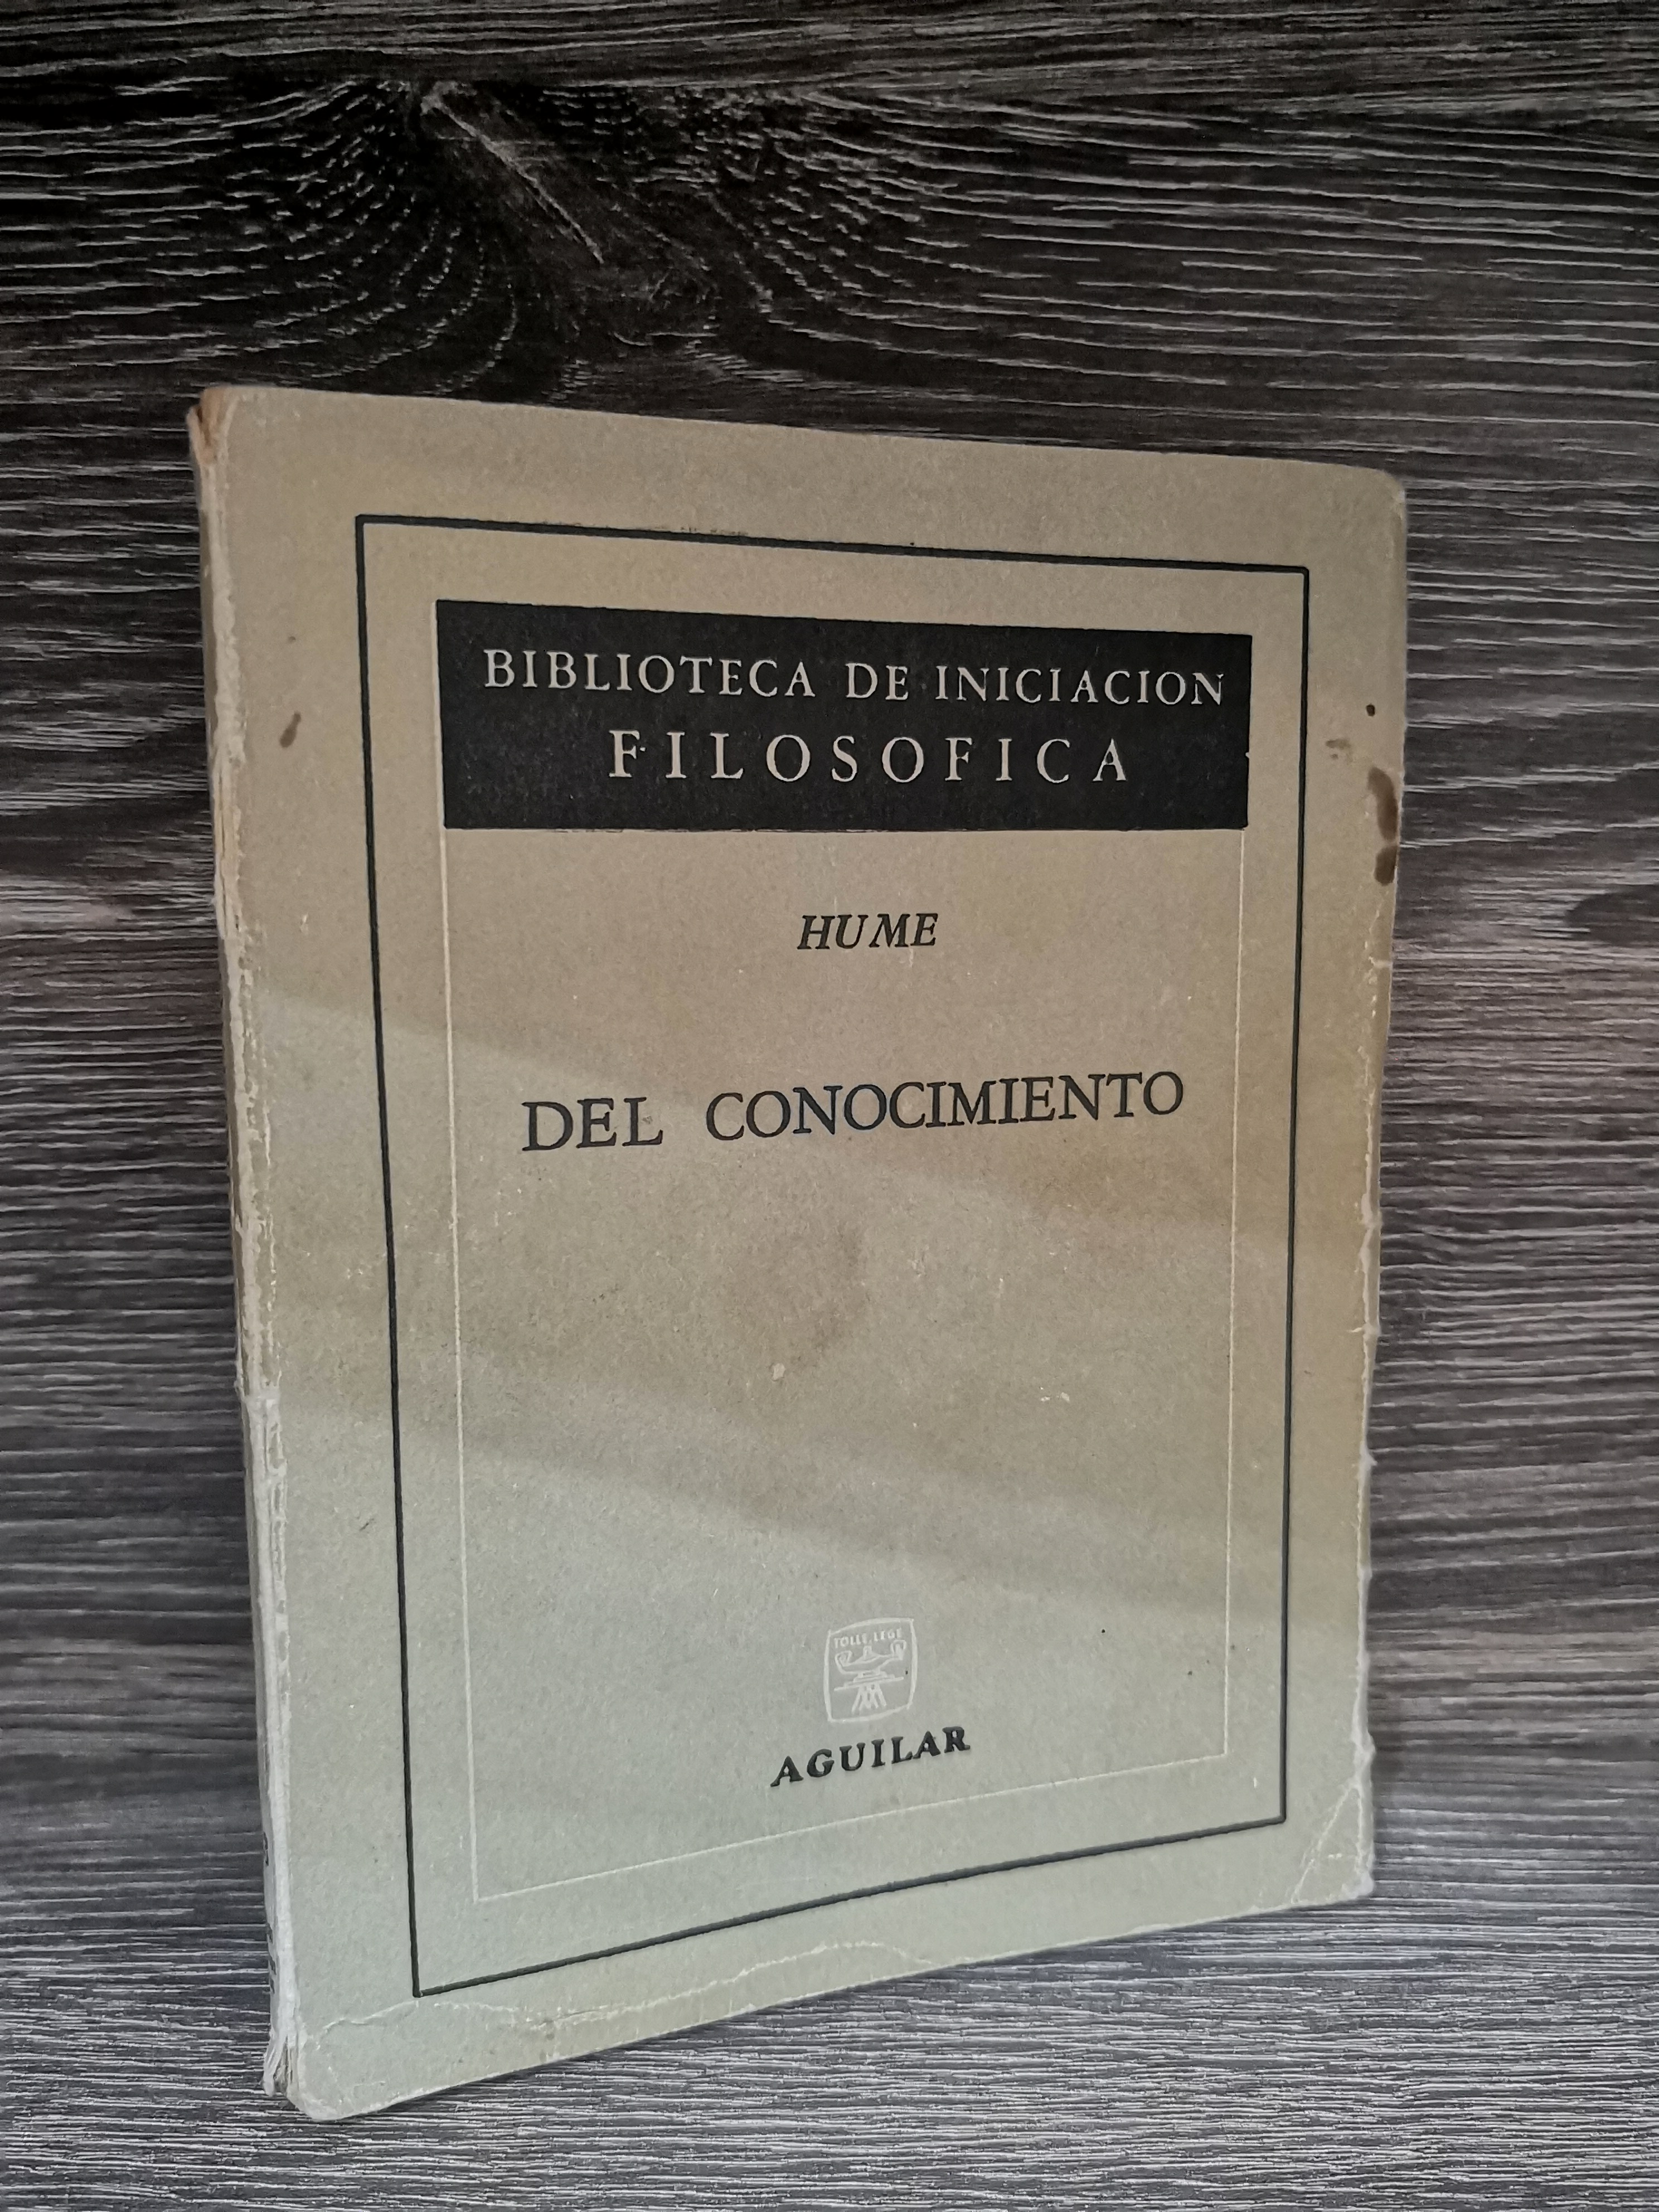 BIBLIOTECA DE INICIACION
FILOSOFICA
HUME
DEL CONOCIMIENTO
TOLLE LEGE
AGUILAR